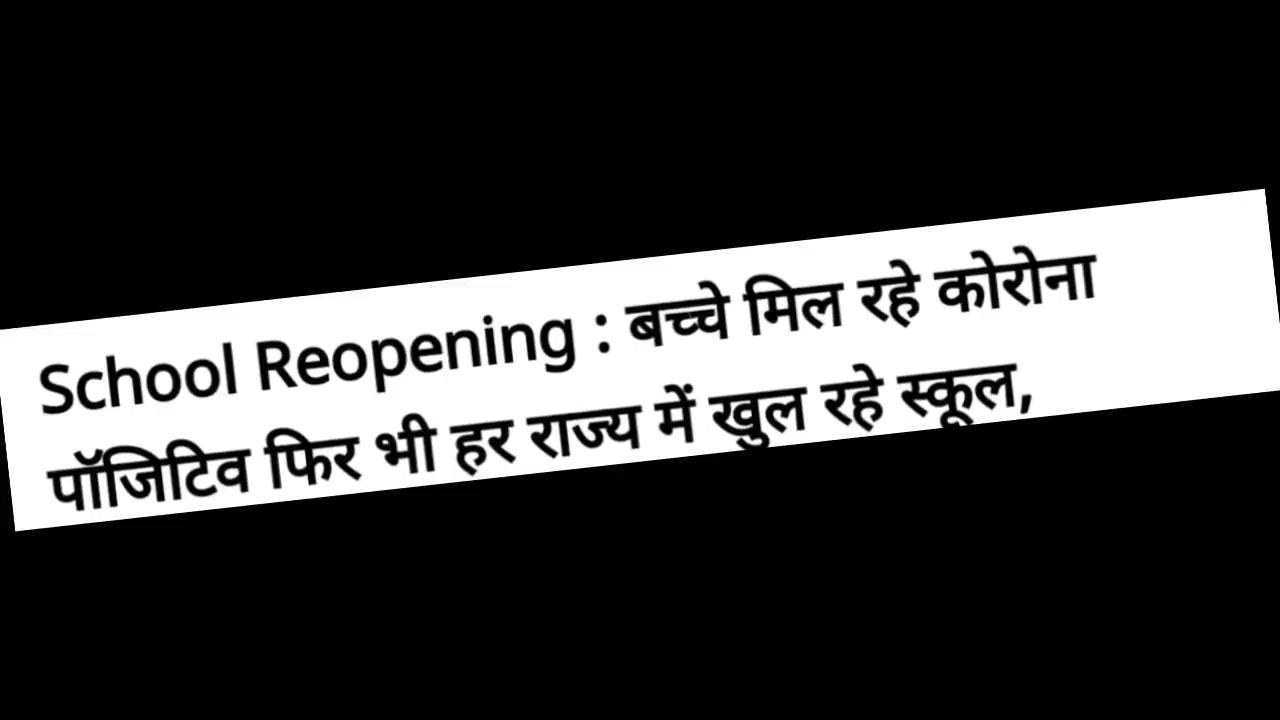 School Reopening : बच्चे मिल रहे कोरोना
पॉजिटिव फिर भी हर राज्य में खुल रहे स्कूल,